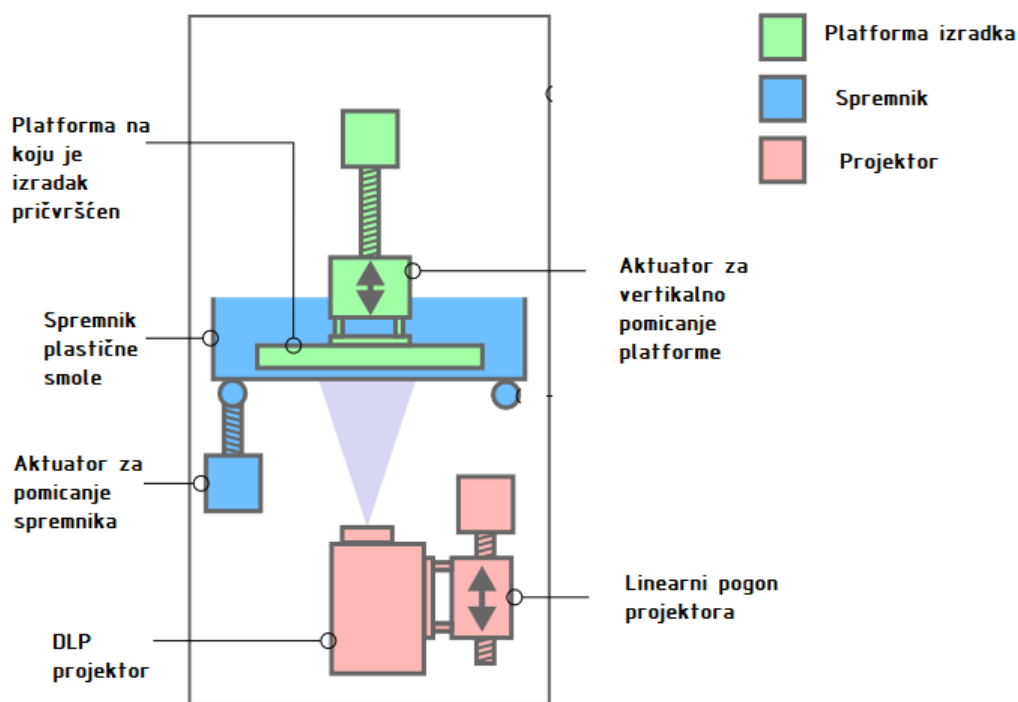 Platforma izradka
Spremnik
Projektor
Platforma na
koju je
izradak
pričvršćen
Aktuator za
vertikalno
pomicanje
platforme
Spremnik
plastične
smole
Aktuator za
pomicanje
spremnika
Linearni pogon
projektora
DLP
projektor